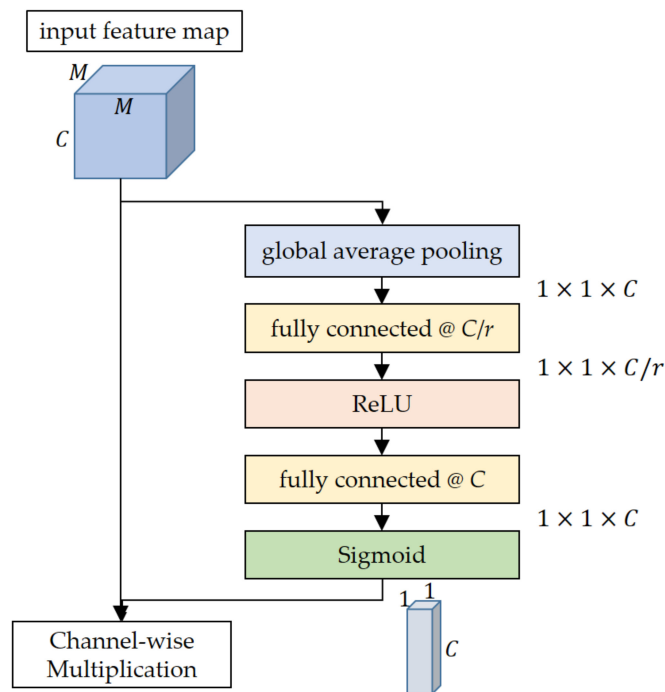 input feature map
M
M
C
global average pooling
1 × 1 × C
fully connected @ C/r
1 × 1 × C/r
ReLU
fully connected @ C
1 × 1 × C
Sigmoid
1
1
C
Channel-wise
Multiplication